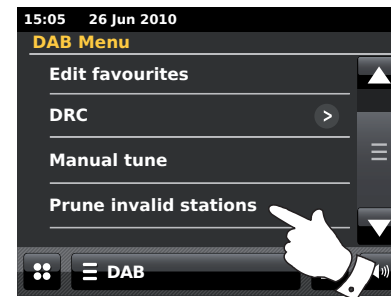 15:05 26 Jun 2010
DAB Menu
Edit favourites
DRC >
Manual tune
Prune invalid stations
DAB